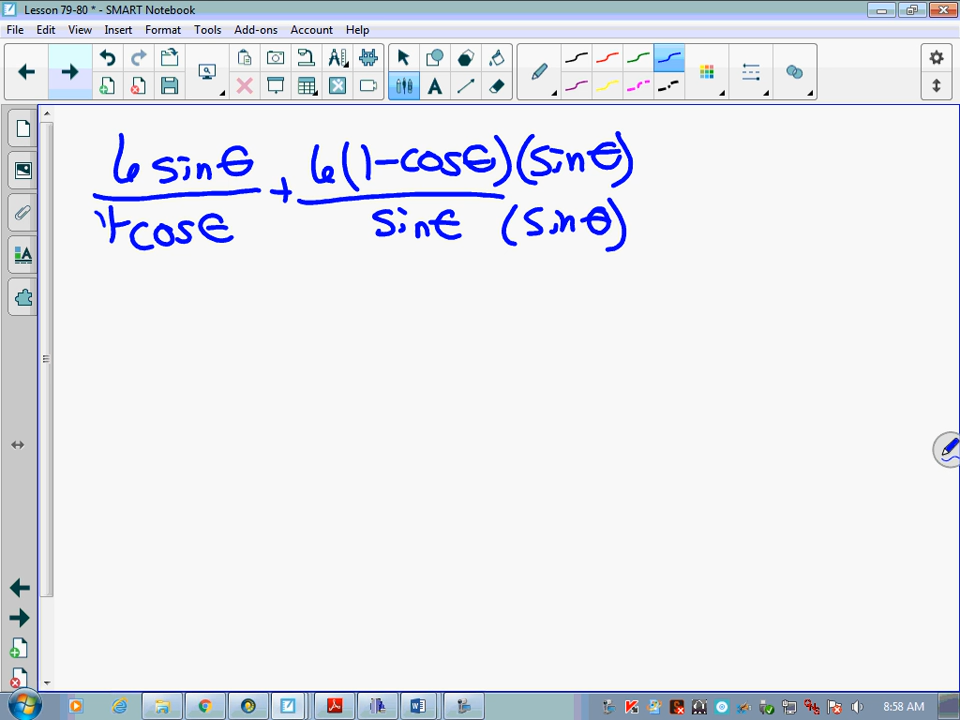 Lesson 79-80 * - SMART Notebook
File Edit View Insert Format Tools Add-ons Account Help
6 sinθ + 6(1-cosθ)(sinθ)
cosθ sinθ (sinθ)
8:58 AM